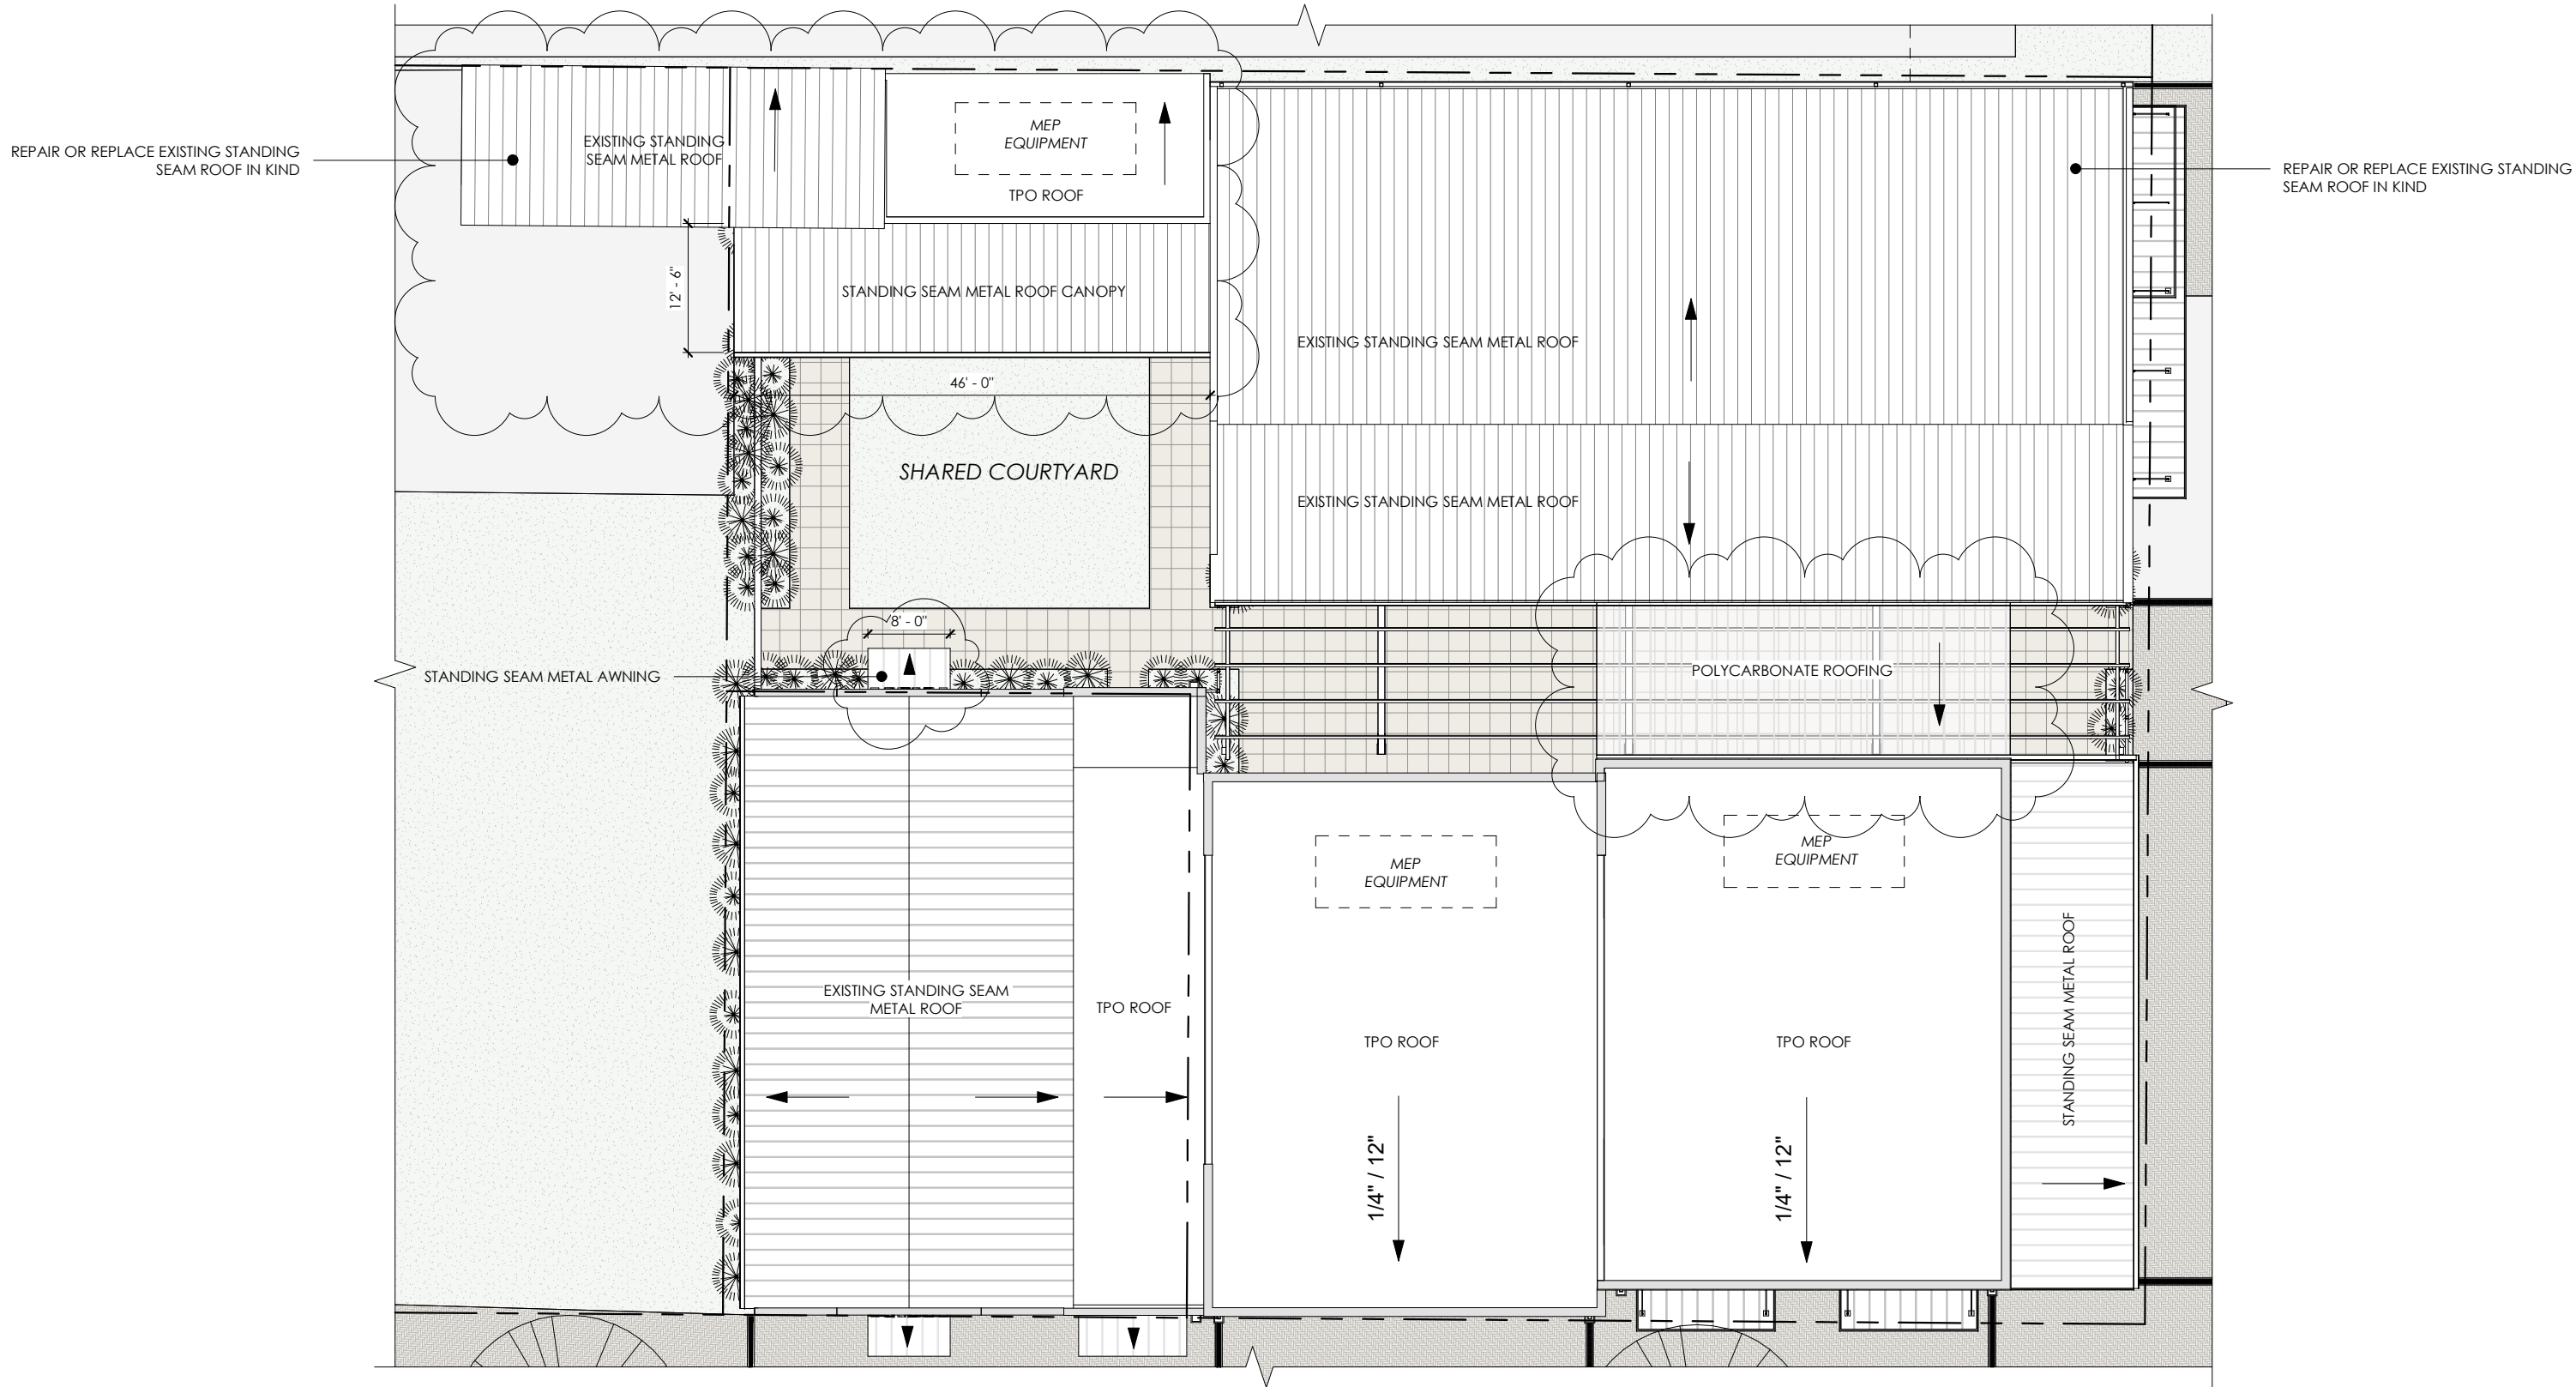 MEP
EQUIPMENT
TPO ROOF
EXISTING STANDING
SEAM METAL ROOF
REPAIR OR REPLACE EXISTING STANDING
SEAM ROOF IN KIND
REPAIR OR REPLACE EXISTING STANDING
SEAM ROOF IN KIND
12' - 6"
STANDING SEAM METAL ROOF CANOPY
EXISTING STANDING SEAM METAL ROOF
46' - 0"
SHARED COURTYARD
EXISTING STANDING SEAM METAL ROOF
8' - 0"
STANDING SEAM METAL AWNING
POLYCARBONATE ROOFING
MEP
EQUIPMENT
MEP
EQUIPMENT
EXISTING STANDING SEAM
METAL ROOF
TPO ROOF
TPO ROOF
TPO ROOF
STANDING SEAM METAL ROOF
1/4" / 12"
1/4" / 12"